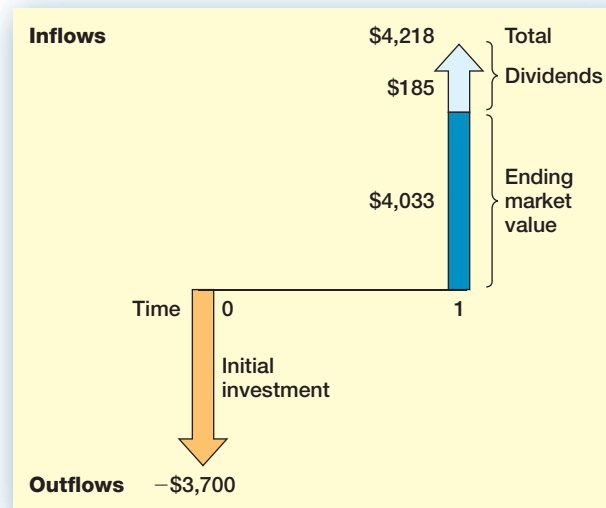 Inflows
$4,218
Total
$185
Dividends
$4,033
Ending
market
value
Time
0
1
Initial
investment
Outflows
−$3,700